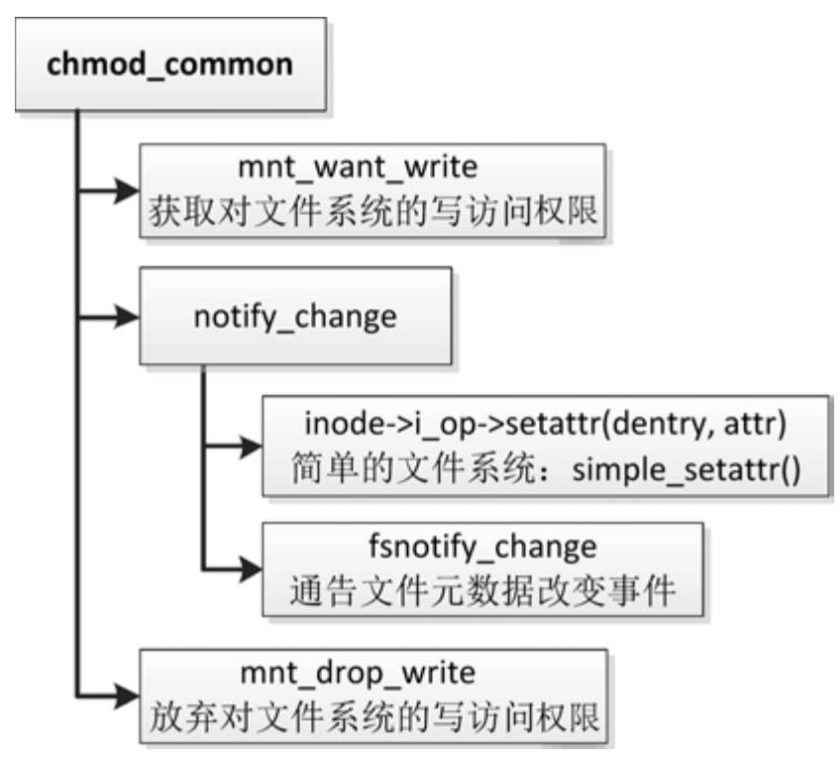 chmod_common
mnt_want_write
获取对文件系统的写访问权限
notify_change
inode->i_op->setattr(dentry, attr)
简单的文件系统：simple_setattr()
fsnotify_change
通告文件元数据改变事件
mnt_drop_write
放弃对文件系统的写访问权限